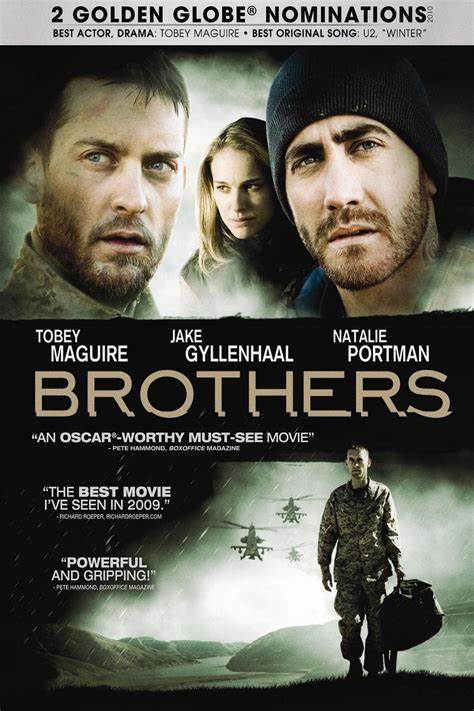 2 GOLDEN GLOBE® NOMINATIONS 2010
BEST ACTOR, DRAMA: TOBEY MAGUIRE • BEST ORIGINAL SONG: U2, "WINTER"
TOBEY MAGUIRE
JAKE GYLLENHAAL
NATALIE PORTMAN
BROTHERS
"AN OSCAR®-WORTHY MUST-SEE MOVIE"
- PETE HAMMOND, BOXOFFICE MAGAZINE
"THE BEST MOVIE
I'VE SEEN IN 2009."
- RICHARD ROEPER, RICHARDROEPER.COM
"POWERFUL
AND GRIPPING!"
- PETE HAMMOND, BOXOFFICE MAGAZINE